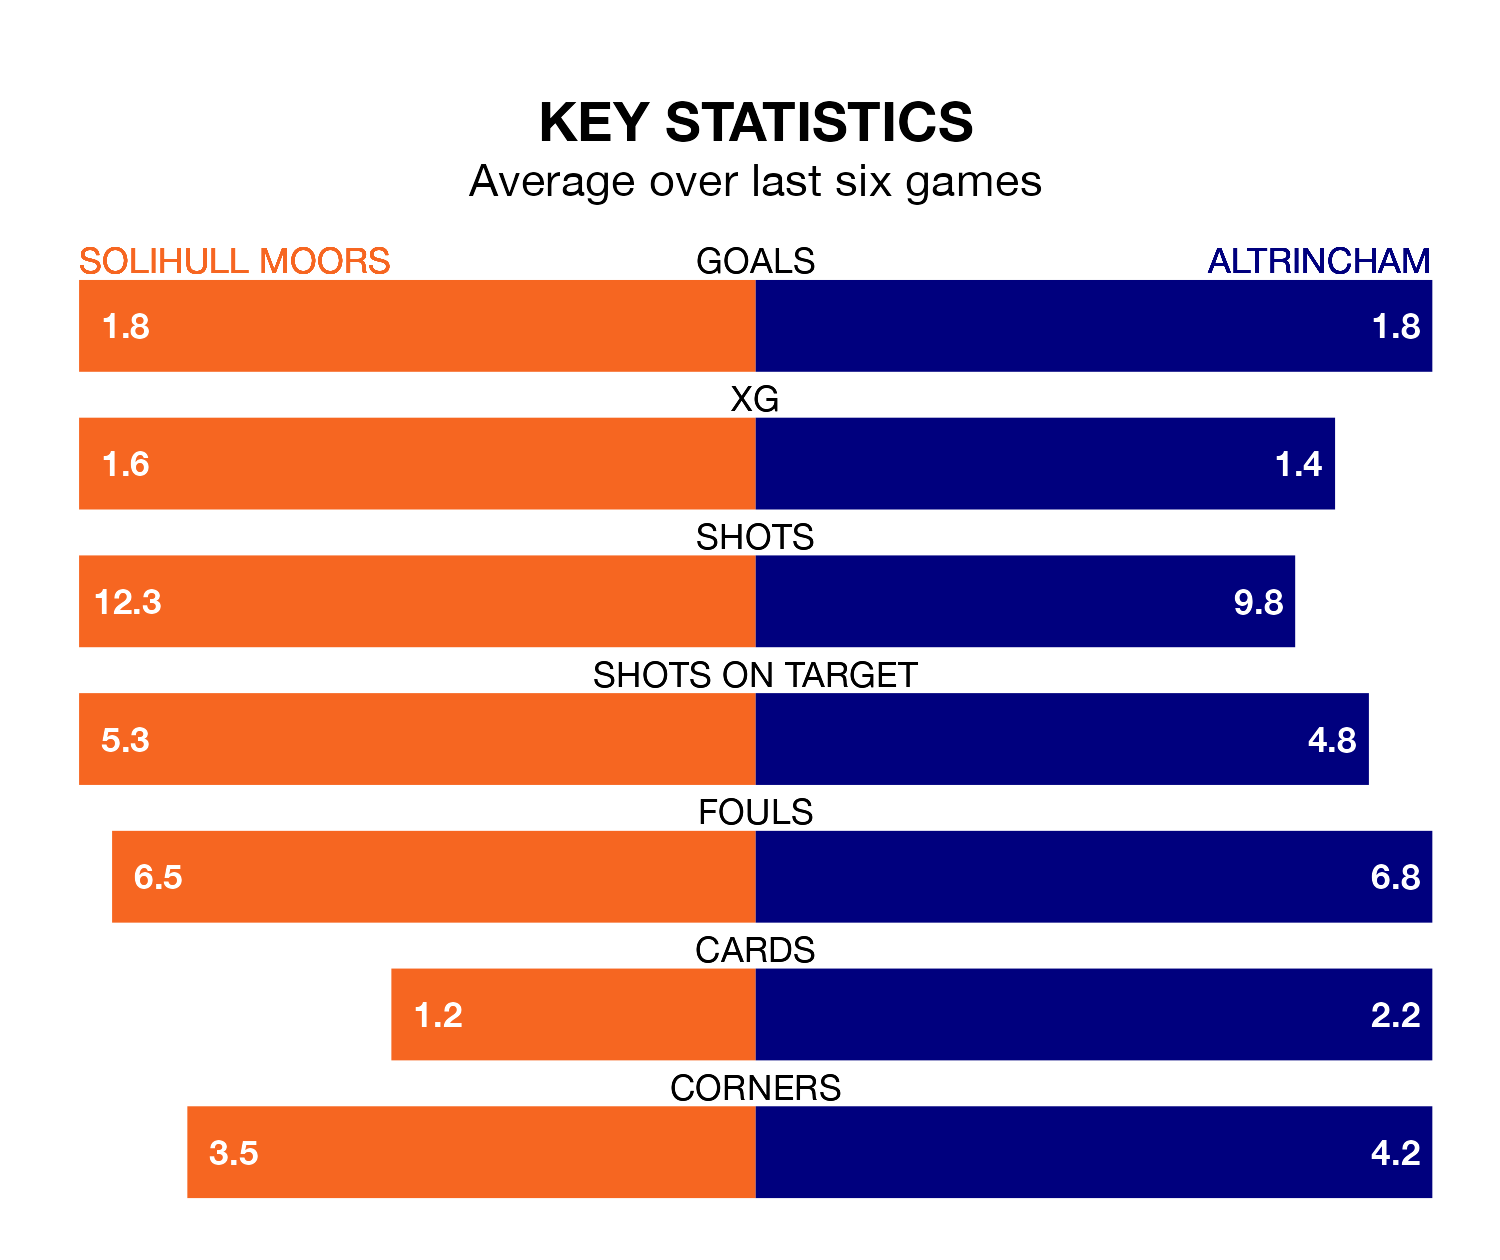 KEY STATISTICS
Average over last six games
SOLIHULL MOORS GOALS ALTRINCHAM
1.8 1.8
XG
1.6 1.4
SHOTS
12.3 9.8
SHOTS ON TARGET
5.3 4.8
FOULS
6.5 6.8
CARDS
1.2 2.2
CORNERS
3.5 4.2